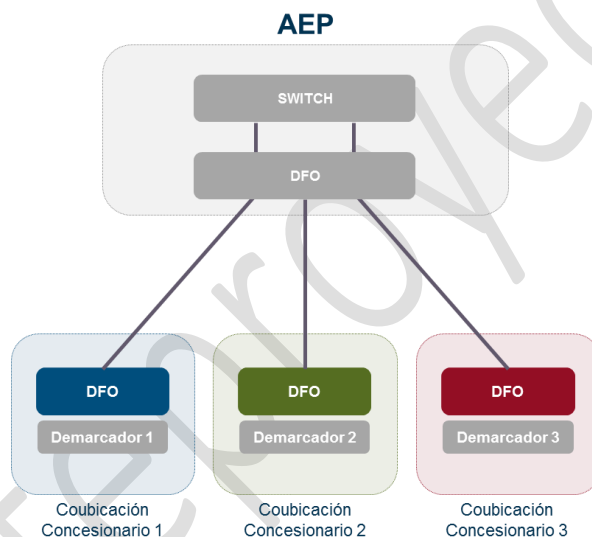 AEP
SWITCH
DFO
DFO
DFO
DFO
Demarcador 1
Demarcador 2
Demarcador 3
Coubicación
Concesionario 1
Coubicación
Concesionario 2
Coubicación
Concesionario 3